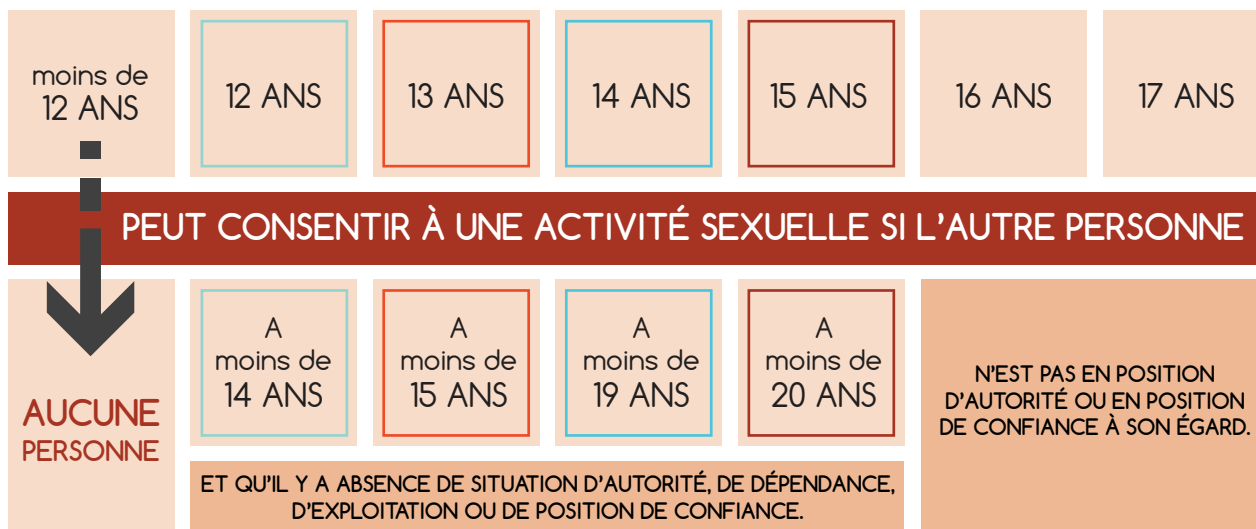 moins de
12 ANS
12 ANS
13 ANS
14 ANS
15 ANS
16 ANS
17 ANS
PEUT CONSENTIR À UNE ACTIVITÉ SEXUELLE SI L'AUTRE PERSONNE
AUCUNE
PERSONNE
A
moins de
14 ANS
A
moins de
15 ANS
A
moins de
19 ANS
A
moins de
20 ANS
N'EST PAS EN POSITION
D'AUTORITÉ OU EN POSITION
DE CONFIANCE À SON ÉGARD.
ET QU'IL Y A ABSENCE DE SITUATION D'AUTORITÉ, DE DÉPENDANCE,
D'EXPLOITATION OU DE POSITION DE CONFIANCE.